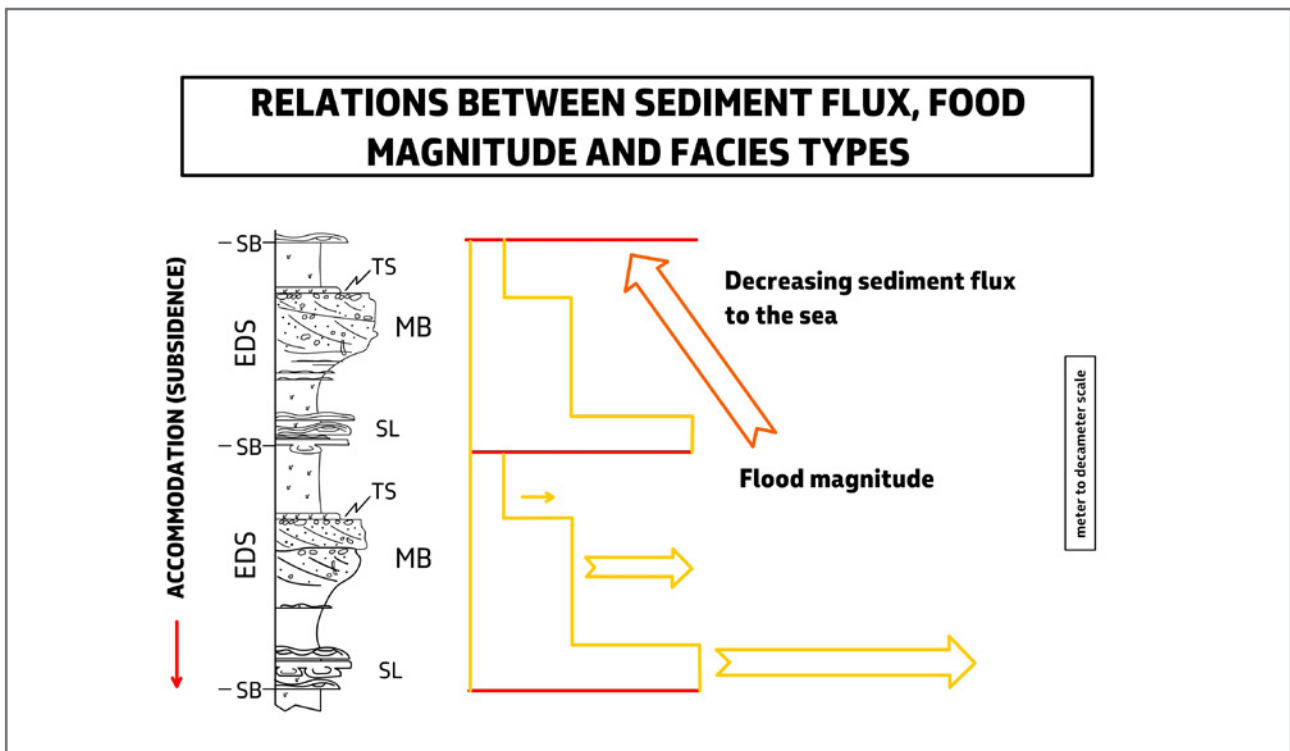 RELATIONS BETWEEN SEDIMENT FLUX, FOOD
MAGNITUDE AND FACIES TYPES
ACCOMMODATION (SUBSIDENCE)
SB
TS
EDS
MB
SL
SB
TS
EDS
MB
SL
SB
Decreasing sediment flux
to the sea
Flood magnitude
meter to decameter scale